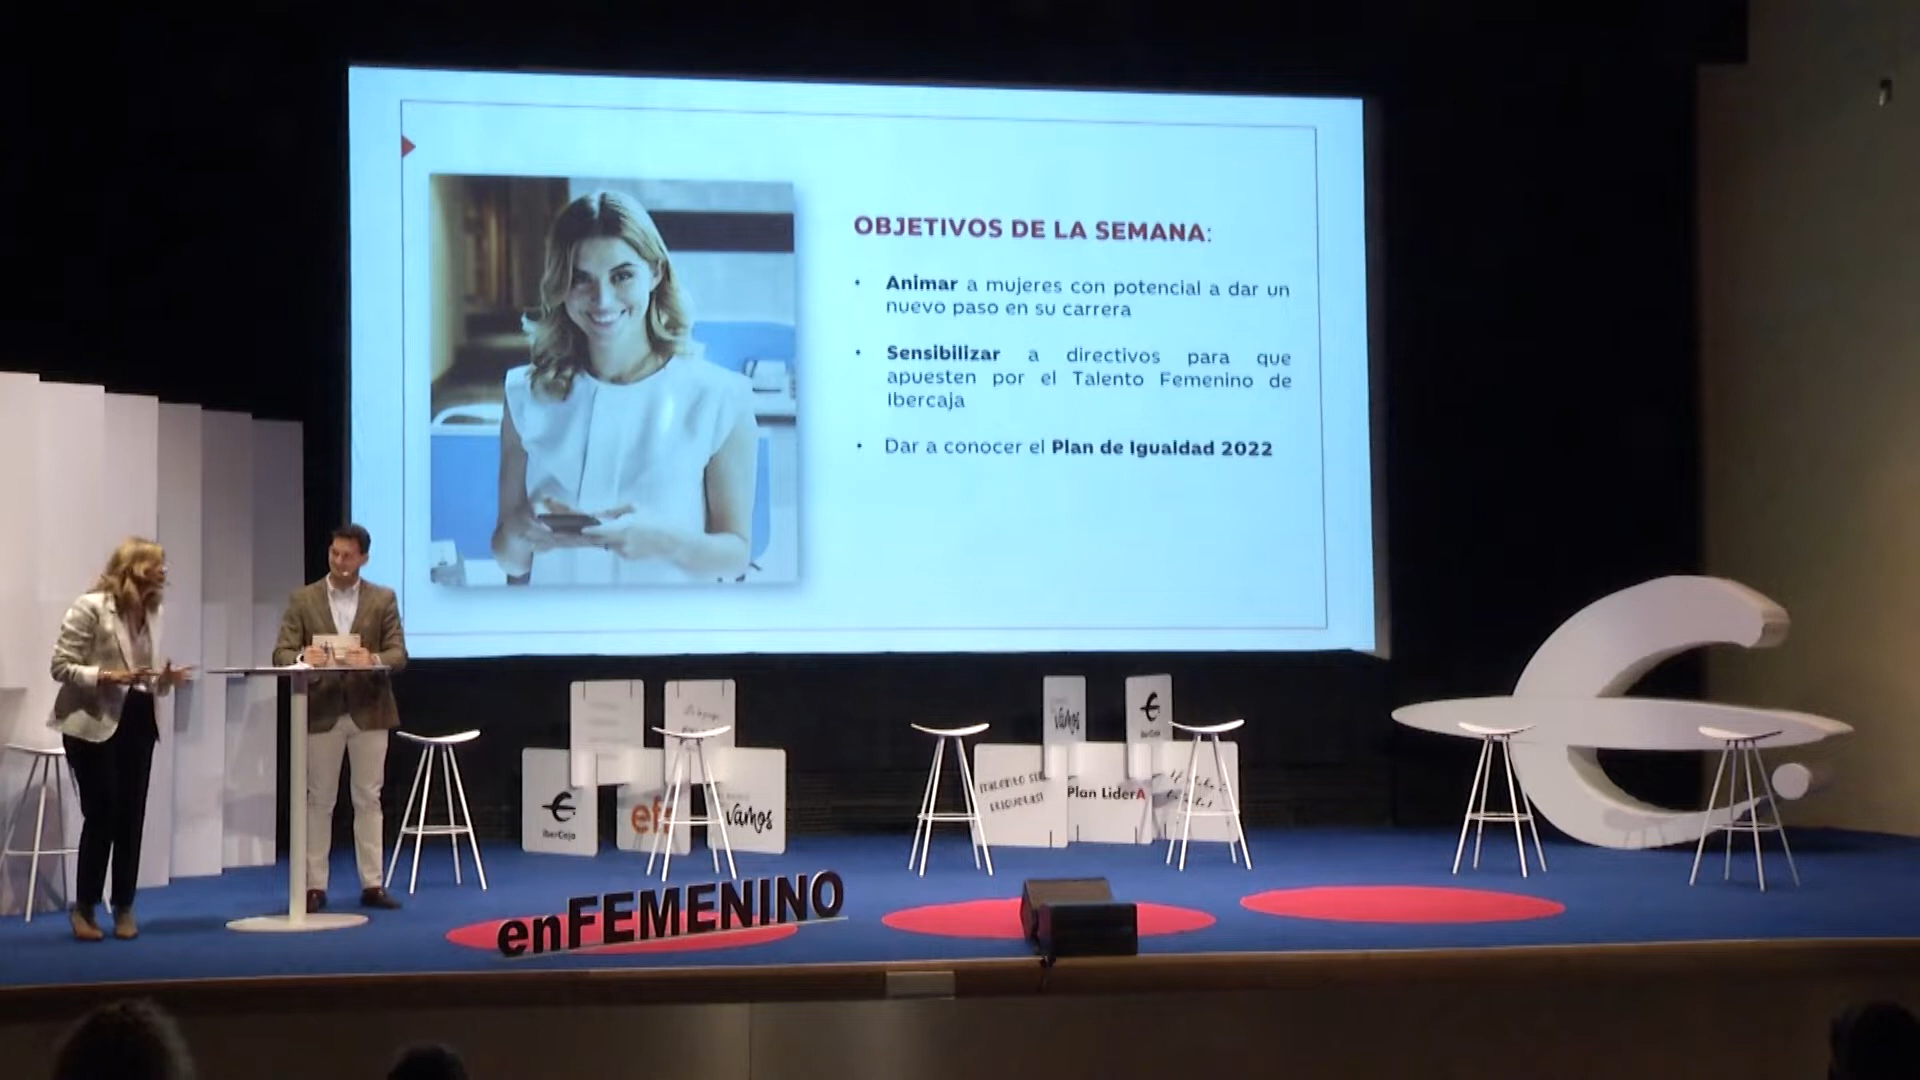 OBJETIVOS DE LA SEMANA:
• Animar a mujeres con potencial a dar un
nuevo paso en su carrera
• Sensibilizar a directivos para que
apuesten por el Talento Femenino de
Ibercaja
• Dar a conocer el Plan de Igualdad 2022
vamos
iberCaja
iberCaja
efr
vamos
Plan LiderA
enFEMENINO